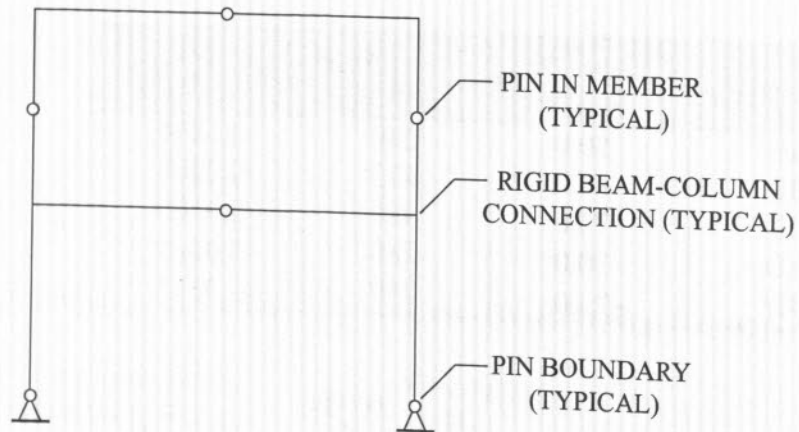 PIN IN MEMBER
(TYPICAL)
RIGID BEAM-COLUMN
CONNECTION (TYPICAL)
PIN BOUNDARY
(TYPICAL)